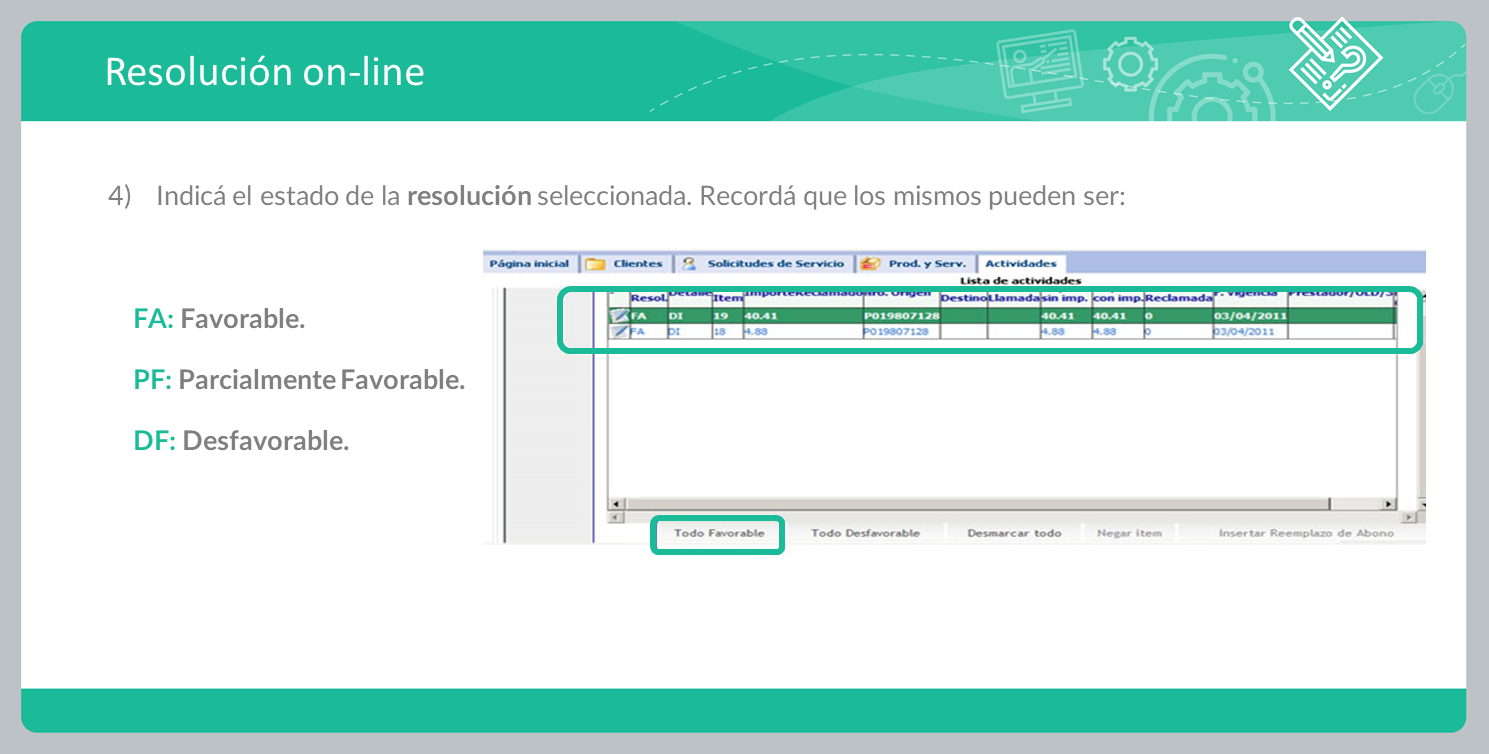 Resolución on-line
4) Indicá el estado de la resolución seleccionada. Recordá que los mismos pueden ser:
FA: Favorable.
PF: Parcialmente Favorable.
DF: Desfavorable.
Página inicial Clientes Solicitudes de Servicio Prod. y Serv. Actividades
Lista de actividades
Resol. Detalle Item ImporteReclamado Nro. Origen Destino Llamada sin imp. con imp. Reclamada F. Vigencia
FA DI 19 40.41 P019807128 40.41 40.41 0 03/04/2011
FA DI 18 4.88 P019807128 4.88 4.88 0 03/04/2011
Todo Favorable Todo Desfavorable Desmarcar todo Negar item Insertar Reemplazo de Abono